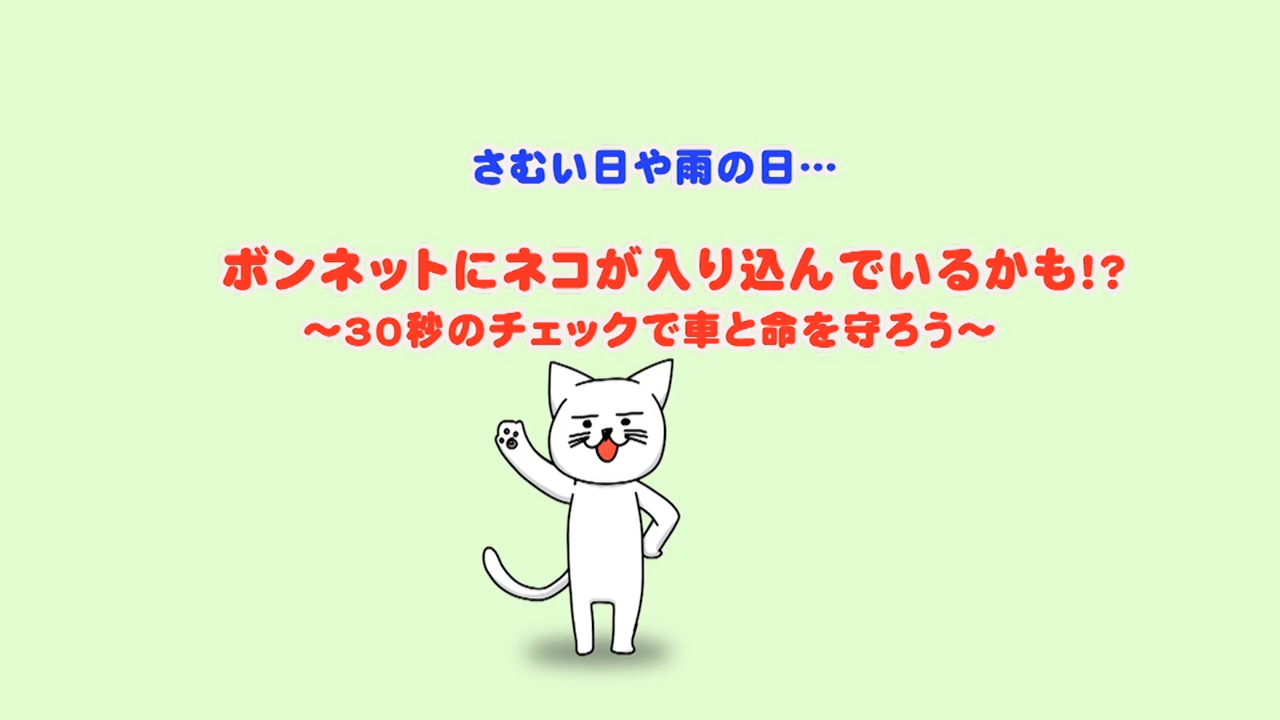 さむい日や雨の日…
ボンネットにネコが入り込んでいるかも!?
～30秒のチェックで車と命を守ろう～